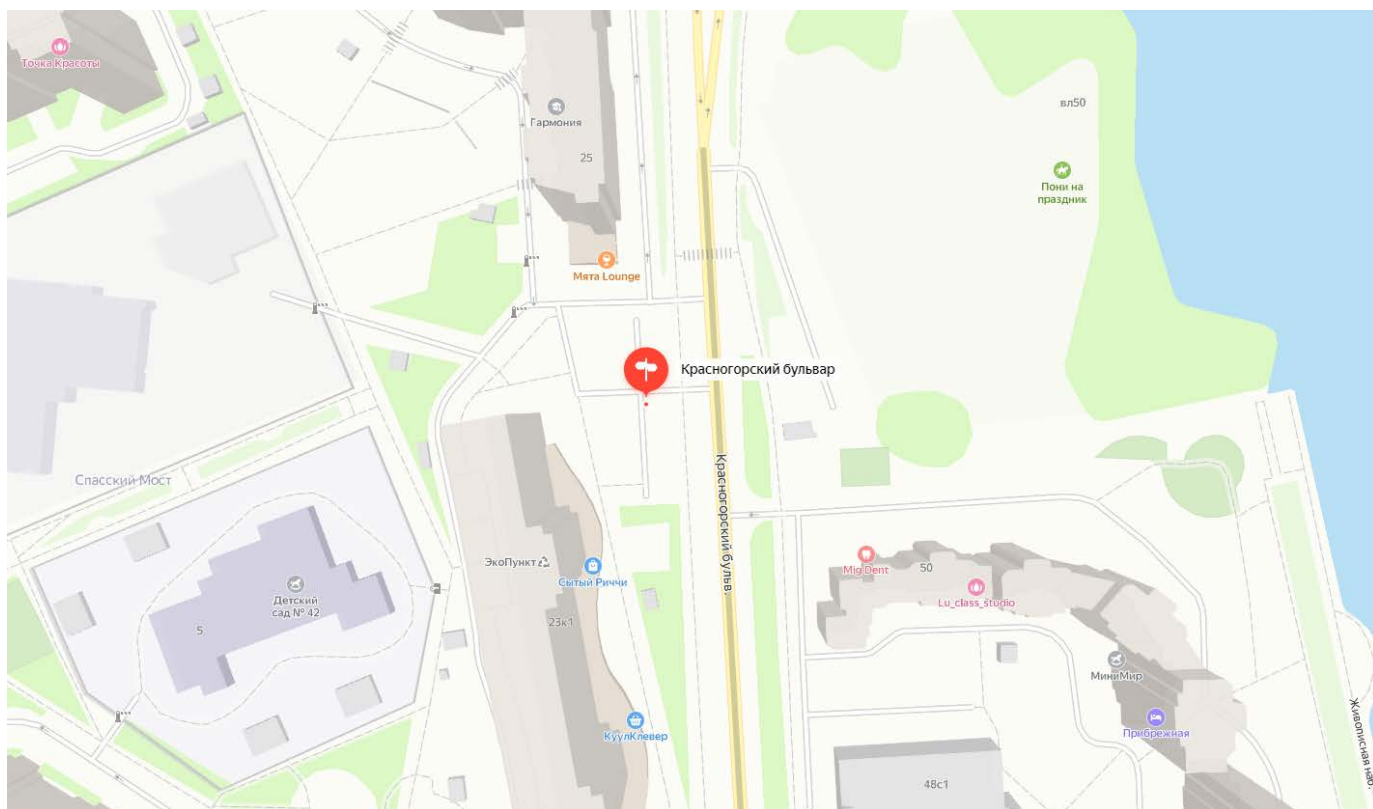 Точка Красоты
Гармония
25
вл50
Пони на
праздник
Мята Lounge
Красногорский бульвар
Спасский Мост
Красногорский бульв.
ЭкоПункт
Сытый Риччи
Mig Dent
50
Lu_class_studio
Детский
сад № 42
5
23к1
МиниМир
Прибрежная
КуулКлевер
48с1
Живописная наб.